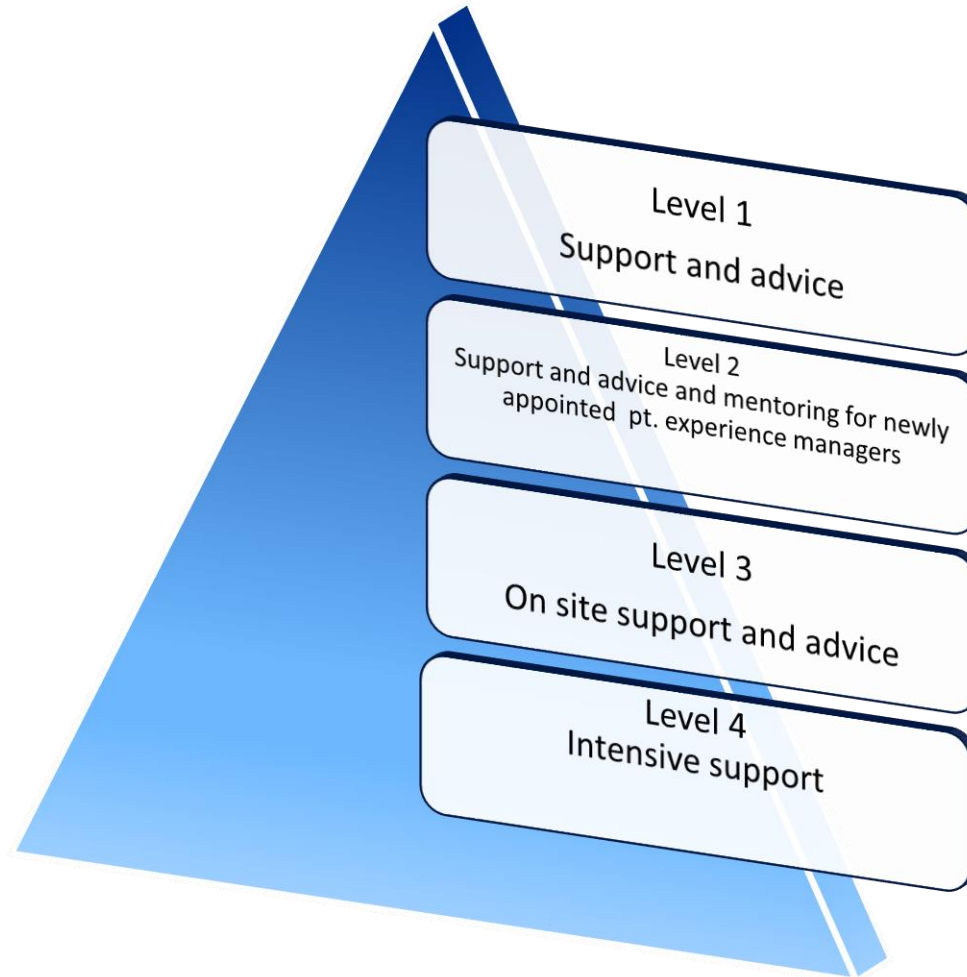 Level 1
Support and advice
Level 2
Support and advice and mentoring for newly
appointed pt. experience managers
Level 3
On site support and advice
Level 4
Intensive support